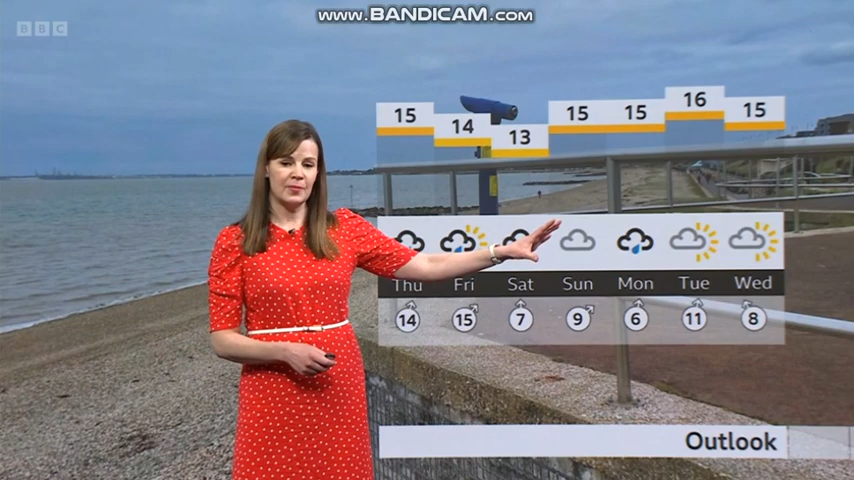 www.BANDICAM.com
BBC
15 14 13 15 15 16 15
Thu Fri Sat Sun Mon Tue Wed
14 15 7 9 6 11 8
Outlook